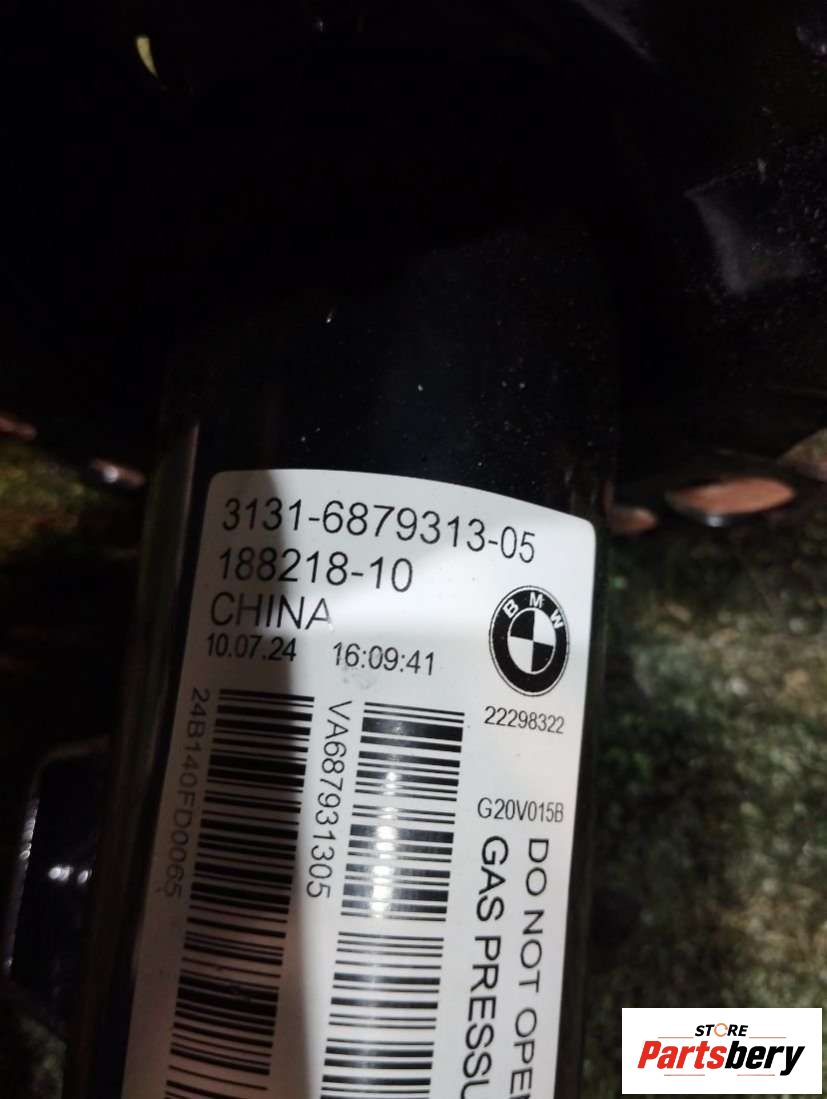 3131-6879313-05
188218-10
CHINA
10.07.24 16:09:41
BMW
22298322
G20V015B
24B140FD0065
VA687931305
DO NOT OPEN
GAS PRESSU
STORE
Partsbery